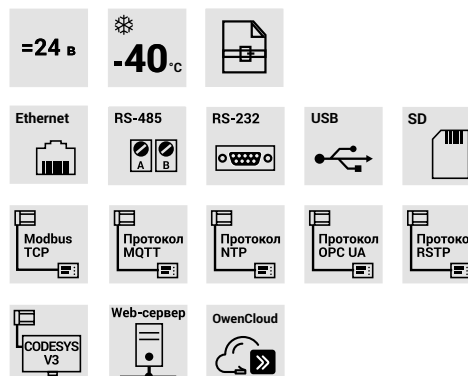 =24 в
-40 °C
Ethernet
RS-485
RS-232
USB
SD
A
B
Modbus
TCP
Протокол
MQTT
Протокол
NTP
Протокол
OPC UA
Протоко
RSTP
CODESYS
V3
Web-сервер
OwenCloud